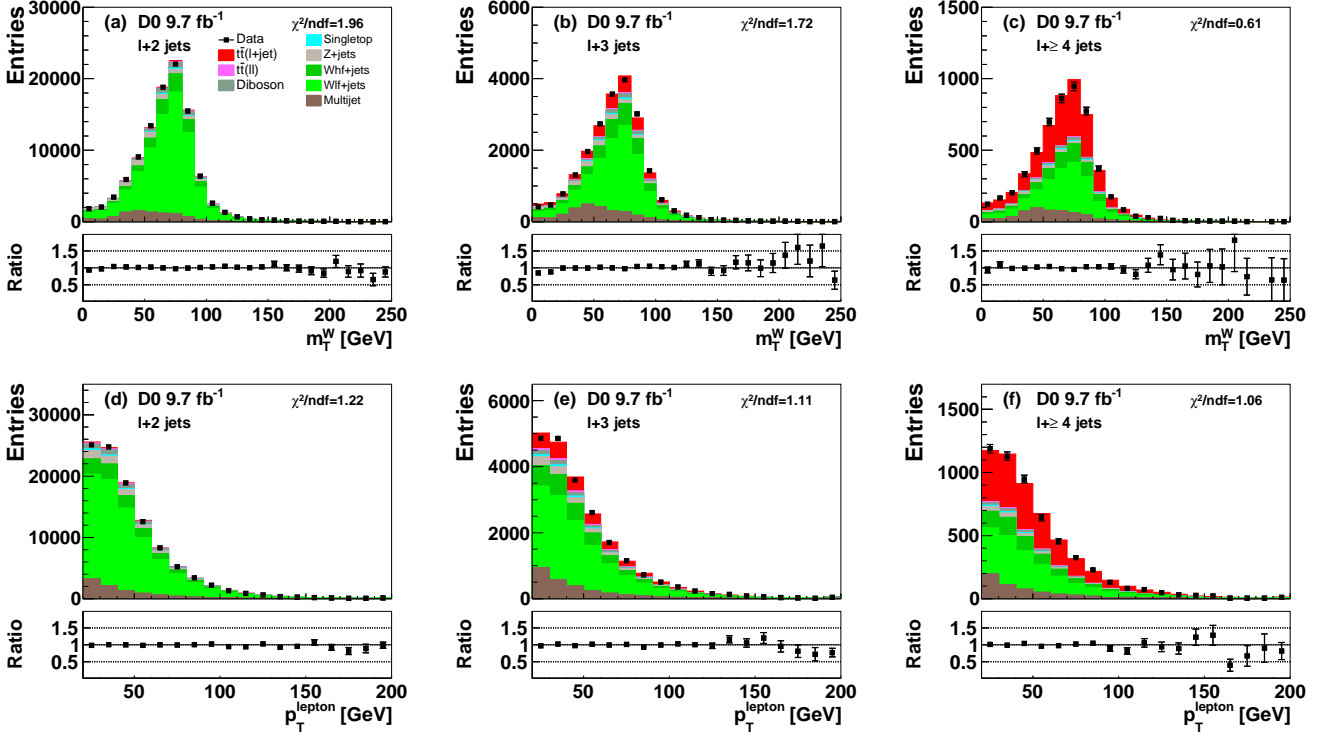 (a) D0 9.7 fb⁻¹ χ²/ndf=1.96
l+2 jets
Data
tt̄(l+jet)
tt̄(ll)
Diboson
Singletop
Z+jets
Whf+jets
Wlf+jets
Multijet
Entries
30000
20000
10000
0
Ratio
1.5
1
0.5
0 50 100 150 200 250
m_T^W [GeV]
(b) D0 9.7 fb⁻¹ χ²/ndf=1.72
l+3 jets
Entries
6000
4000
2000
0
Ratio
1.5
1
0.5
0 50 100 150 200 250
m_T^W [GeV]
(c) D0 9.7 fb⁻¹ χ²/ndf=0.61
l+≥ 4 jets
Entries
1500
1000
500
0
Ratio
1.5
1
0.5
0 50 100 150 200 250
m_T^W [GeV]
(d) D0 9.7 fb⁻¹ χ²/ndf=1.22
l+2 jets
Entries
30000
20000
10000
0
Ratio
1.5
1
0.5
50 100 150 200
p_T^lepton [GeV]
(e) D0 9.7 fb⁻¹ χ²/ndf=1.11
l+3 jets
Entries
6000
4000
2000
0
Ratio
1.5
1
0.5
50 100 150 200
p_T^lepton [GeV]
(f) D0 9.7 fb⁻¹ χ²/ndf=1.06
l+≥ 4 jets
Entries
1500
1000
500
0
Ratio
1.5
1
0.5
50 100 150 200
p_T^lepton [GeV]